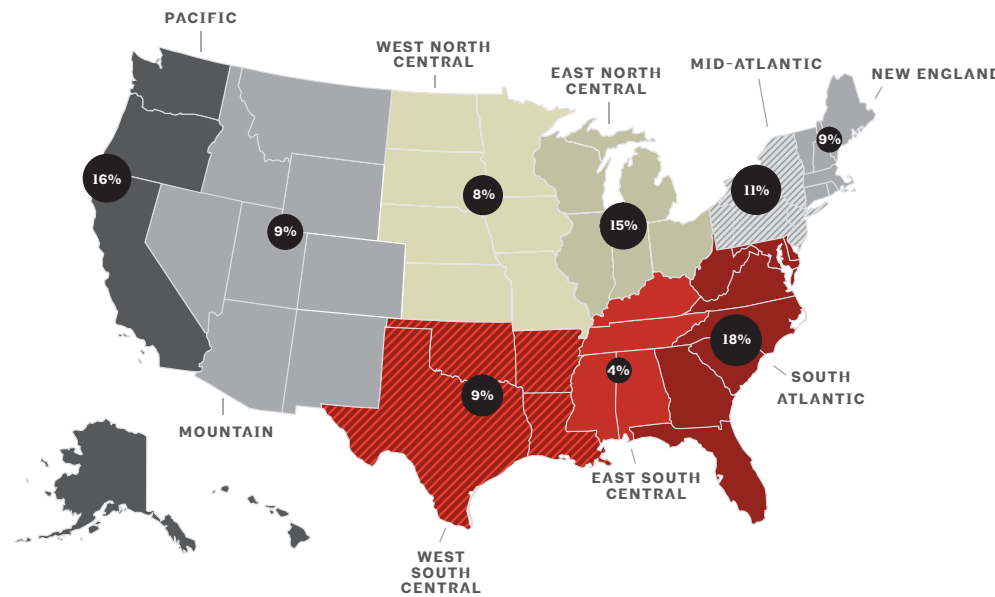 PACIFIC
WEST NORTH
CENTRAL
EAST NORTH
CENTRAL
MID-ATLANTIC
NEW ENGLAND
16%
9%
8%
15%
11%
9%
18%
4%
9%
SOUTH
ATLANTIC
MOUNTAIN
EAST SOUTH
CENTRAL
WEST
SOUTH
CENTRAL